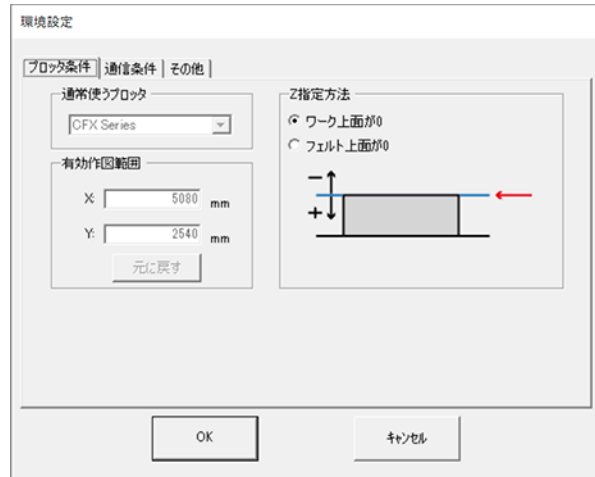 環境設定
プロッタ条件 通信条件 その他
通常使うプロッタ
CFX Series
有効作図範囲
X: 5080 mm
Y: 2540 mm
元に戻す
Z指定方法
ワーク上面が0
フェルト上面が0
−
+
OK
キャンセル